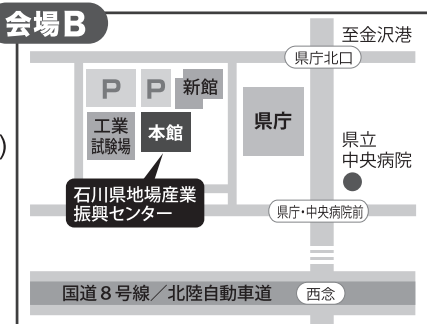 会場B
至金沢港
県庁北口
P
P
新館
工業
試験場
本館
県庁
県立
中央病院
石川県地場産業
振興センター
県庁・中央病院前
国道8号線／北陸自動車道
西念
)